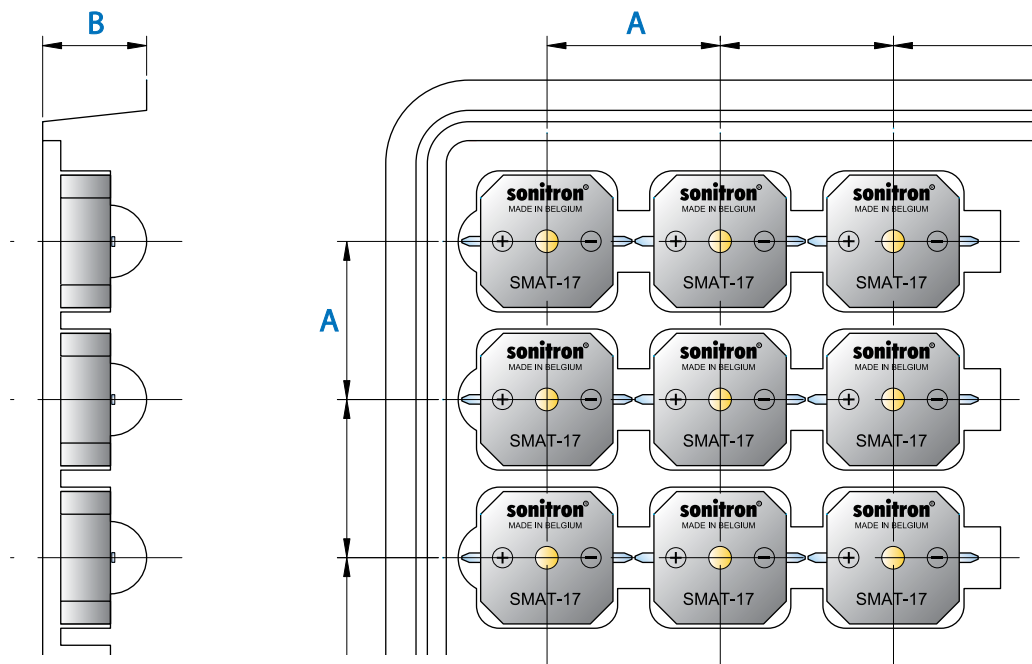 B
A
sonitron®
MADE IN BELGIUM
+ −
SMAT-17
sonitron®
MADE IN BELGIUM
+ −
SMAT-17
sonitron®
MADE IN BELGIUM
+ −
SMAT-17
A
sonitron®
MADE IN BELGIUM
+ −
SMAT-17
sonitron®
MADE IN BELGIUM
+ −
SMAT-17
sonitron®
MADE IN BELGIUM
+ −
SMAT-17
sonitron®
MADE IN BELGIUM
+ −
SMAT-17
sonitron®
MADE IN BELGIUM
+ −
SMAT-17
sonitron®
MADE IN BELGIUM
+ −
SMAT-17